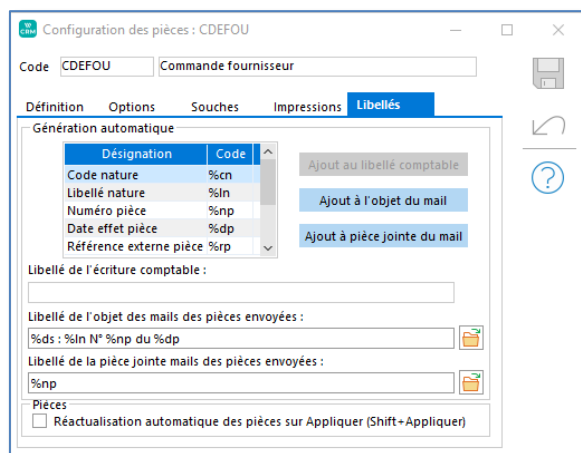 CRM Configuration des pièces : CDEFOU
Code CDEFOU Commande fournisseur
Définition Options Souches Impressions Libellés
Génération automatique
Désignation Code
Code nature %cn
Libellé nature %ln
Numéro pièce %np
Date effet pièce %dp
Référence externe pièce %rp
Ajout au libellé comptable
Ajout à l'objet du mail
Ajout à pièce jointe du mail
Libellé de l'écriture comptable :
Libellé de l'objet des mails des pièces envoyées :
%ds : %ln N° %np du %dp
Libellé de la pièce jointe mails des pièces envoyées :
%np
Pièces
Réactualisation automatique des pièces sur Appliquer (Shift+Appliquer)